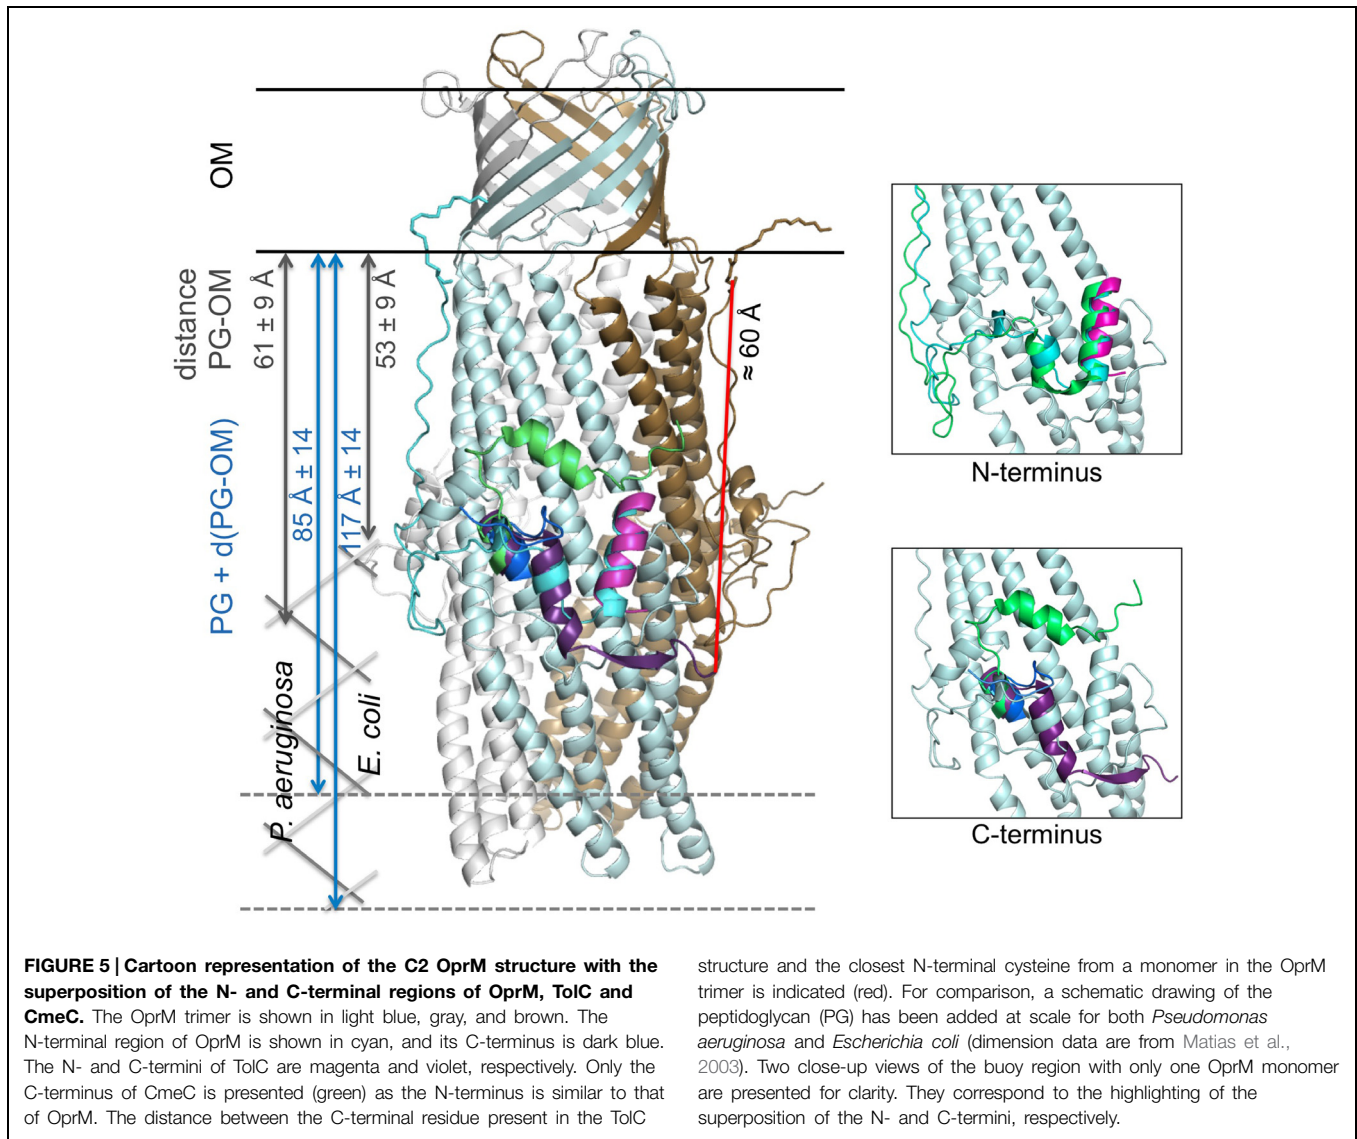 OM
distance
PG-OM
61 ± 9 Å
53 ± 9 Å
≈ 60 Å
PG + d(PG-OM)
85 Å ± 14
117 Å ± 14
P. aeruginosa
E. coli
N-terminus
C-terminus
FIGURE 5 | Cartoon representation of the C2 OprM structure with the
superposition of the N- and C-terminal regions of OprM, TolC and
CmeC. The OprM trimer is shown in light blue, gray, and brown. The
N-terminal region of OprM is shown in cyan, and its C-terminus is dark blue.
The N- and C-termini of TolC are magenta and violet, respectively. Only the
C-terminus of CmeC is presented (green) as the N-terminus is similar to that
of OprM. The distance between the C-terminal residue present in the TolC
structure and the closest N-terminal cysteine from a monomer in the OprM
trimer is indicated (red). For comparison, a schematic drawing of the
peptidoglycan (PG) has been added at scale for both Pseudomonas
aeruginosa and Escherichia coli (dimension data are from Matias et al.,
2003). Two close-up views of the buoy region with only one OprM monomer
are presented for clarity. They correspond to the highlighting of the
superposition of the N- and C-termini, respectively.